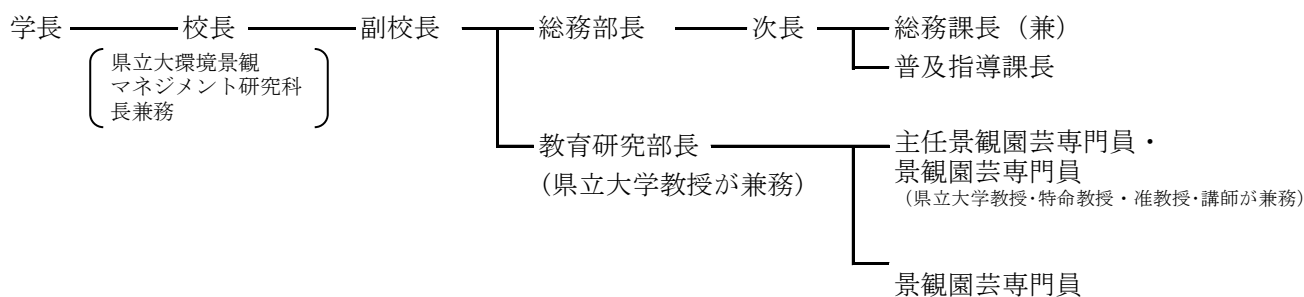 学長 校長 副校長 総務部長 次長 総務課長（兼）
県立大環境景観
マネジメント研究科
長兼務
普及指導課長
教育研究部長
（県立大学教授が兼務）
主任景観園芸専門員・
景観園芸専門員
（県立大学教授・特命教授・准教授・講師が兼務）
景観園芸専門員